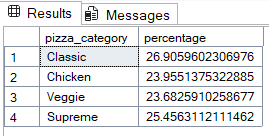 Results Messages
pizza_category percentage
1 Classic 26.9059602306976
2 Chicken 23.9551375322885
3 Veggie 23.6825910258677
4 Supreme 25.4563112111462